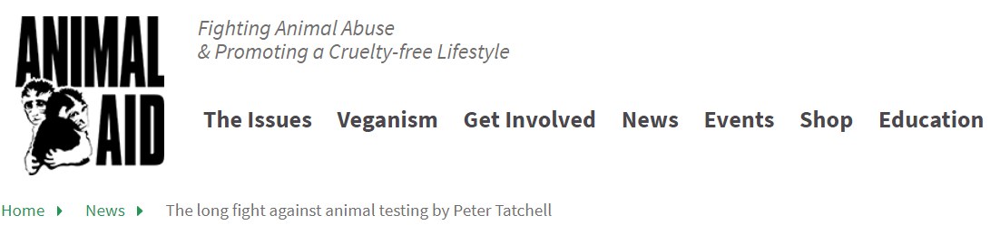 ANIMAL
AID
Fighting Animal Abuse
& Promoting a Cruelty-free Lifestyle
The Issues Veganism Get Involved News Events Shop Education
Home News The long fight against animal testing by Peter Tatchell